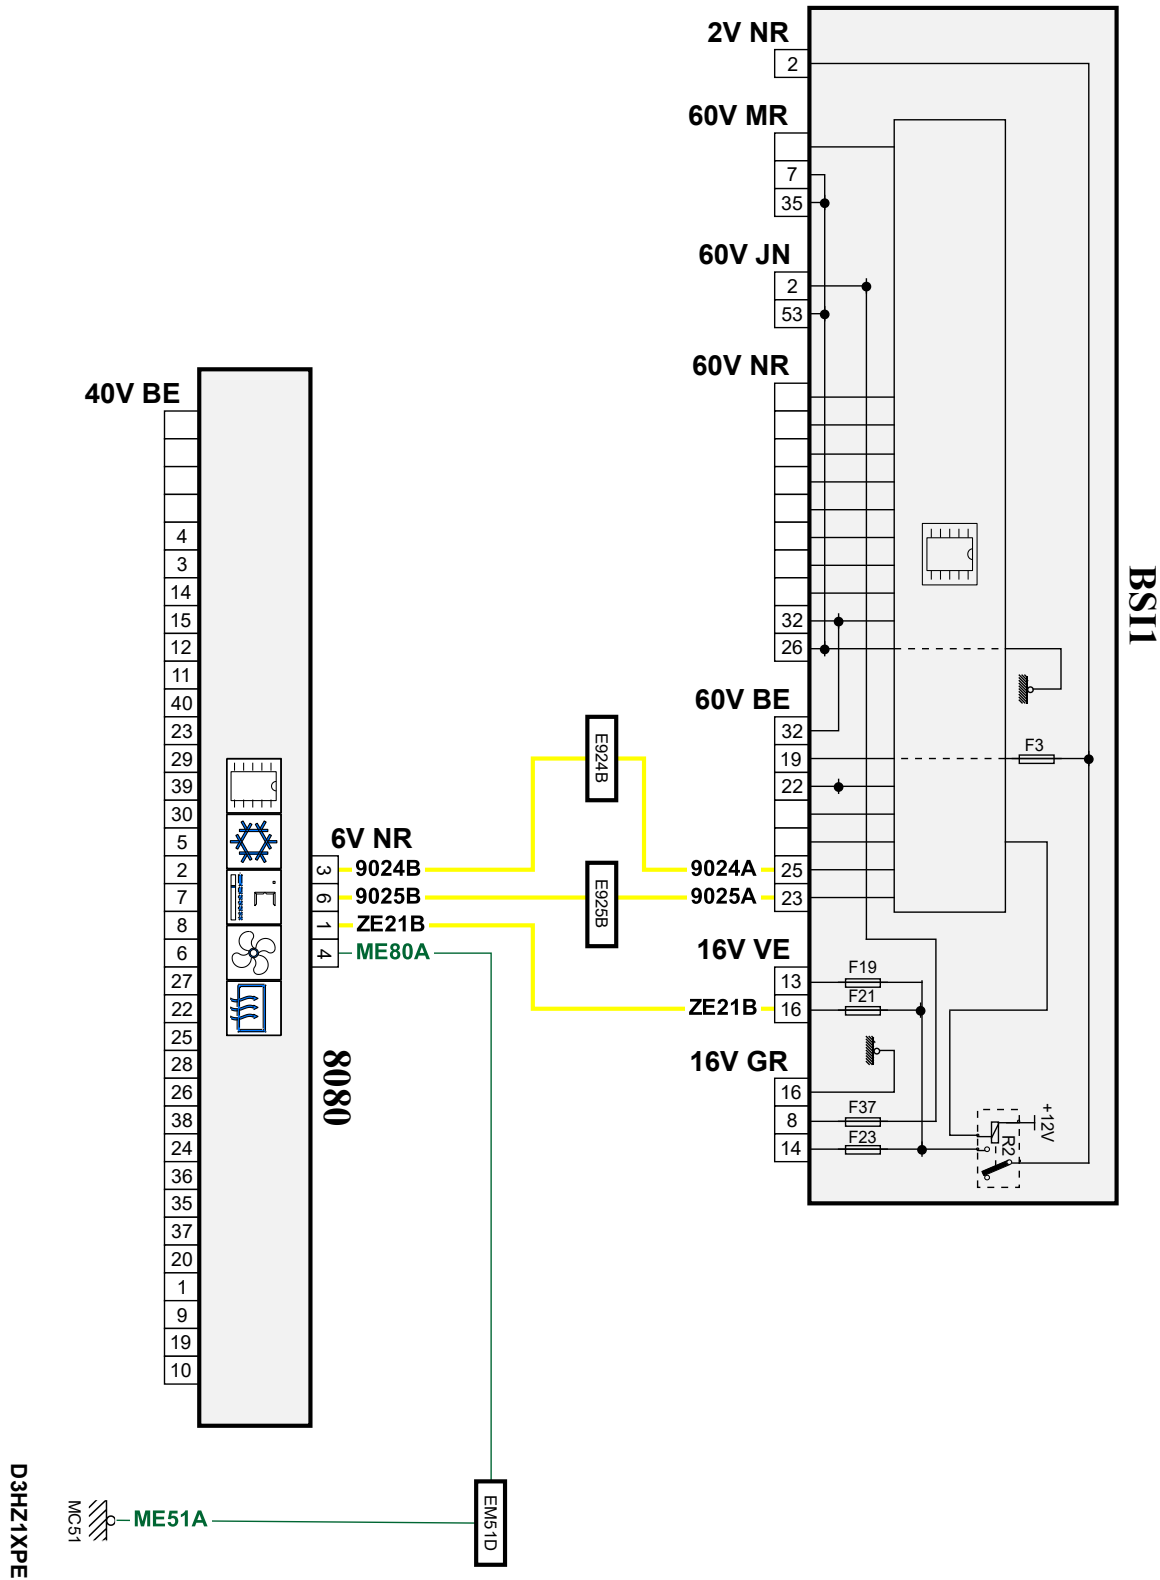 2V NR
2
60V MR
7
35
60V JN
2
53
60V NR
32
26
60V BE
32
19
22
25
23
16V VE
13
16
16V GR
16
8
14
F3
F19
F21
F37
F23
+12V
R2
BSI1
40V BE
4
3
14
15
12
11
40
23
29
39
30
5
2
7
8
6
27
22
25
28
26
38
24
36
35
37
20
1
9
19
10
6V NR
3
6
1
4
9024B
9025B
ZE21B
ME80A
E924B
E925B
9024A
9025A
ZE21B
8080
EM51D
ME51A
MC51
D3HZ1XPE